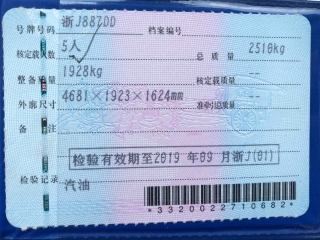 号牌号码 浙J887DD 档案编号
核定载人数 5人 总质量 2510kg
整备质量 1928kg 核定载质量 --
外廓尺寸 4681×1923×1624mm 准牵引总质量 --
备注
检验有效期至2019年09月浙J(01)
检验记录 汽油
*3320022710682*